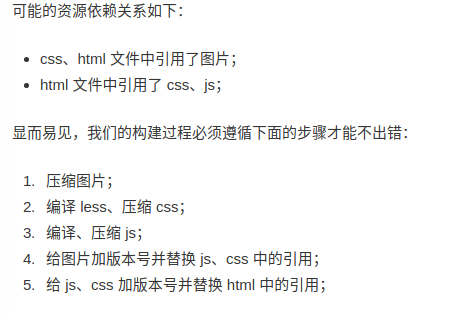 可能的资源依赖关系如下：
• css、html 文件中引用了图片；
• html 文件中引用了 css、js；
显而易见，我们的构建过程必须遵循下面的步骤才能不出错：
1. 压缩图片；
2. 编译 less、压缩 css；
3. 编译、压缩 js；
4. 给图片加版本号并替换 js、css 中的引用；
5. 给 js、css 加版本号并替换 html 中的引用；